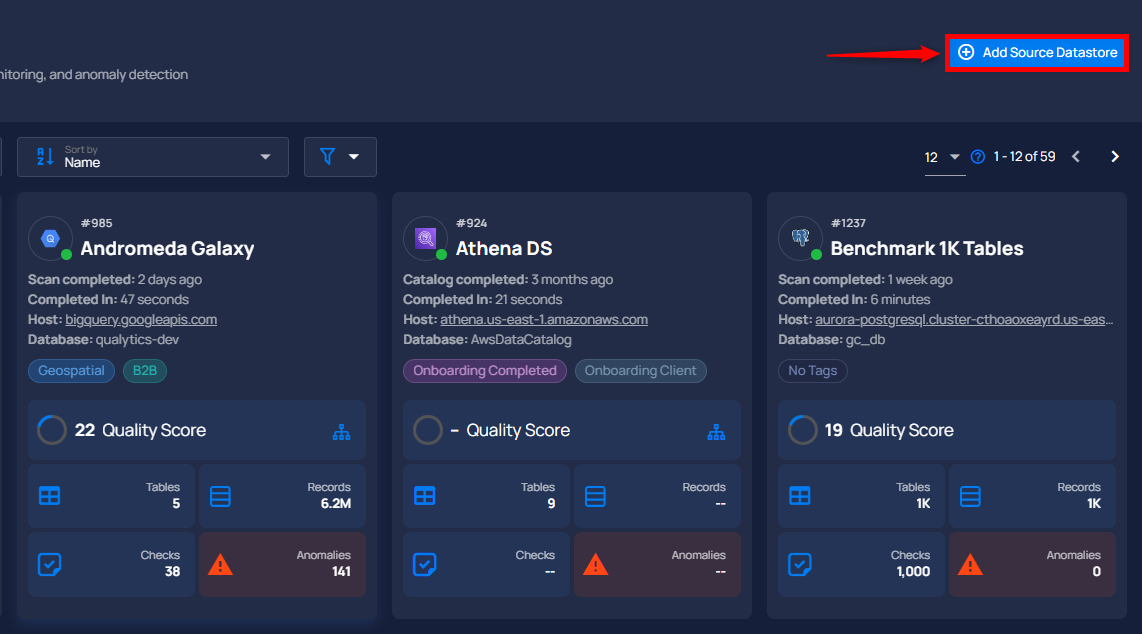 Add Source Datastore
nitoring, and anomaly detection
Sort by
Name
12
1 - 12 of 59
#985
Andromeda Galaxy
Scan completed: 2 days ago
Completed In: 47 seconds
Host: bigquery.googleapis.com
Database: qualytics-dev
Geospatial
B2B
22 Quality Score
Tables
5
Records
6.2M
Checks
38
Anomalies
141
#924
Athena DS
Catalog completed: 3 months ago
Completed In: 21 seconds
Host: athena.us-east-1.amazonaws.com
Database: AwsDataCatalog
Onboarding Completed
Onboarding Client
– Quality Score
Tables
9
Records
--
Checks
--
Anomalies
--
#1237
Benchmark 1K Tables
Scan completed: 1 week ago
Completed In: 6 minutes
Host: aurora-postgresql.cluster-cthoaoxeayrd.us-eas...
Database: gc_db
No Tags
19 Quality Score
Tables
1K
Records
1K
Checks
1,000
Anomalies
0